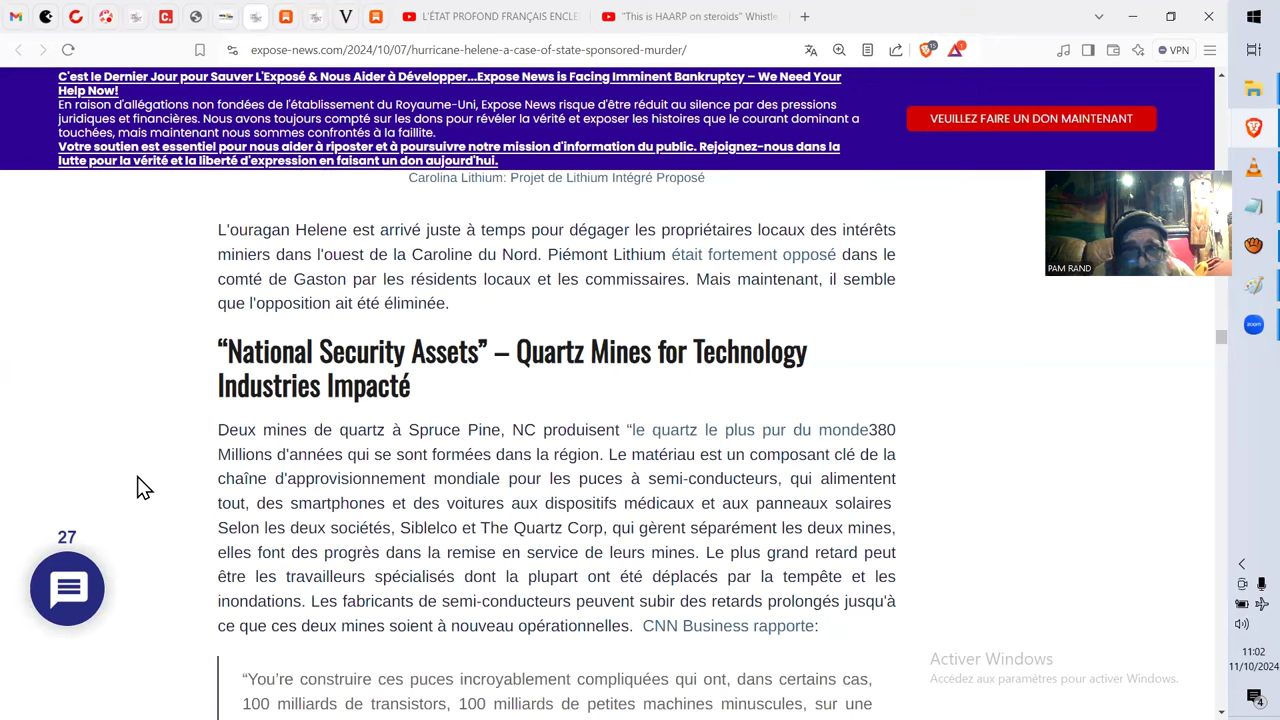 L'ÉTAT PROFOND FRANÇAIS ENCLE
"This is HAARP on steroids" Whistle
expose-news.com/2024/10/07/hurricane-helene-a-case-of-state-sponsored-murder/
15
1
VPN
C'est le Dernier Jour pour Sauver L'Exposé & Nous Aider à Développer...Expose News is Facing Imminent Bankruptcy – We Need Your
Help Now!
En raison d'allégations non fondées de l'établissement du Royaume-Uni, Expose News risque d'être réduit au silence par des pressions
juridiques et financières. Nous avons toujours compté sur les dons pour révéler la vérité et exposer les histoires que le courant dominant a
touchées, mais maintenant nous sommes confrontés à la faillite.
Votre soutien est essentiel pour nous aider à riposter et à poursuivre notre mission d'information du public. Rejoignez-nous dans la
lutte pour la vérité et la liberté d'expression en faisant un don aujourd'hui.
VEUILLEZ FAIRE UN DON MAINTENANT
Carolina Lithium: Projet de Lithium Intégré Proposé
PAM RAND
L'ouragan Helene est arrivé juste à temps pour dégager les propriétaires locaux des intérêts
miniers dans l'ouest de la Caroline du Nord. Piémont Lithium était fortement opposé dans le
comté de Gaston par les résidents locaux et les commissaires. Mais maintenant, il semble
que l'opposition ait été éliminée.
“National Security Assets” – Quartz Mines for Technology
Industries Impacté
Deux mines de quartz à Spruce Pine, NC produisent “le quartz le plus pur du monde380
Millions d'années qui se sont formées dans la région. Le matériau est un composant clé de la
chaîne d'approvisionnement mondiale pour les puces à semi-conducteurs, qui alimentent
tout, des smartphones et des voitures aux dispositifs médicaux et aux panneaux solaires
Selon les deux sociétés, Siblelco et The Quartz Corp, qui gèrent séparément les deux mines,
elles font des progrès dans la remise en service de leurs mines. Le plus grand retard peut
être les travailleurs spécialisés dont la plupart ont été déplacés par la tempête et les
inondations. Les fabricants de semi-conducteurs peuvent subir des retards prolongés jusqu'à
ce que ces deux mines soient à nouveau opérationnelles. CNN Business rapporte:
“You’re construire ces puces incroyablement compliquées qui ont, dans certains cas,
100 milliards de transistors, 100 milliards de petites machines minuscules, sur une
27
Activer Windows
Accédez aux paramètres pour activer Windows.
zoom
11:02
11/10/2024
4